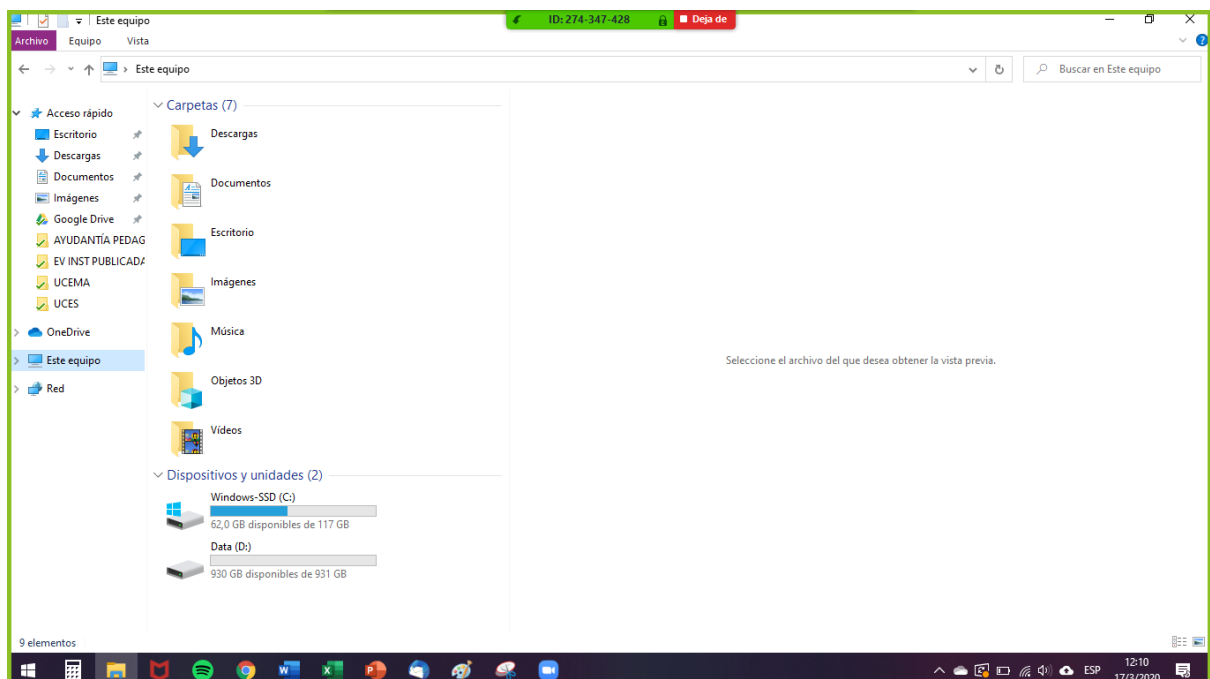 Este equipo
ID: 274-347-428
Deja de
Archivo Equipo Vista
Este equipo
Buscar en Este equipo
Acceso rápido
Escritorio
Descargas
Documentos
Imágenes
Google Drive
AYUDANTÍA PEDAG
EV INST PUBLICADA
UCEMA
UCES
OneDrive
Este equipo
Red
Carpetas (7)
Descargas
Documentos
Escritorio
Imágenes
Música
Objetos 3D
Vídeos
Dispositivos y unidades (2)
Windows-SSD (C:)
62,0 GB disponibles de 117 GB
Data (D:)
930 GB disponibles de 931 GB
Seleccione el archivo del que desea obtener la vista previa.
9 elementos
ESP
12:10
17/3/2020